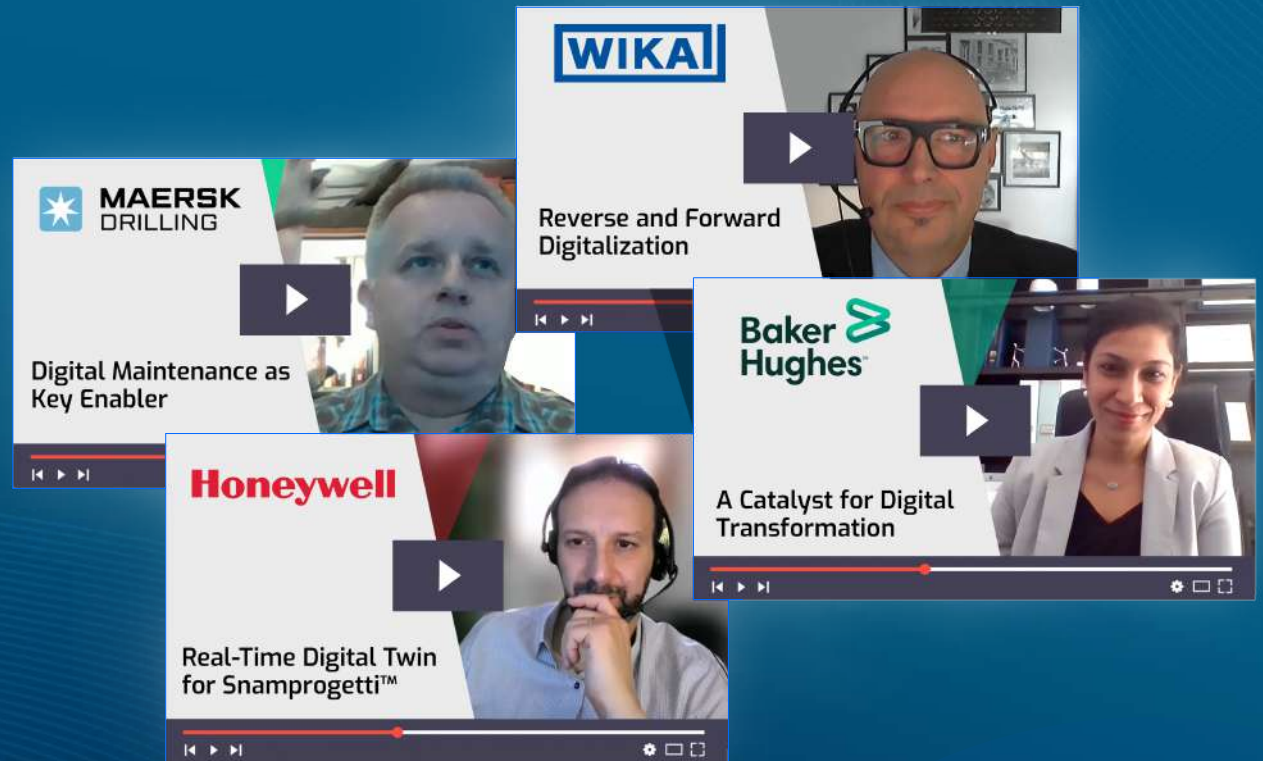 WIKA
Reverse and Forward
Digitalization
MAERSK
DRILLING
Digital Maintenance as
Key Enabler
Baker
Hughes™
A Catalyst for Digital
Transformation
Honeywell
Real-Time Digital Twin
for Snamprogetti™